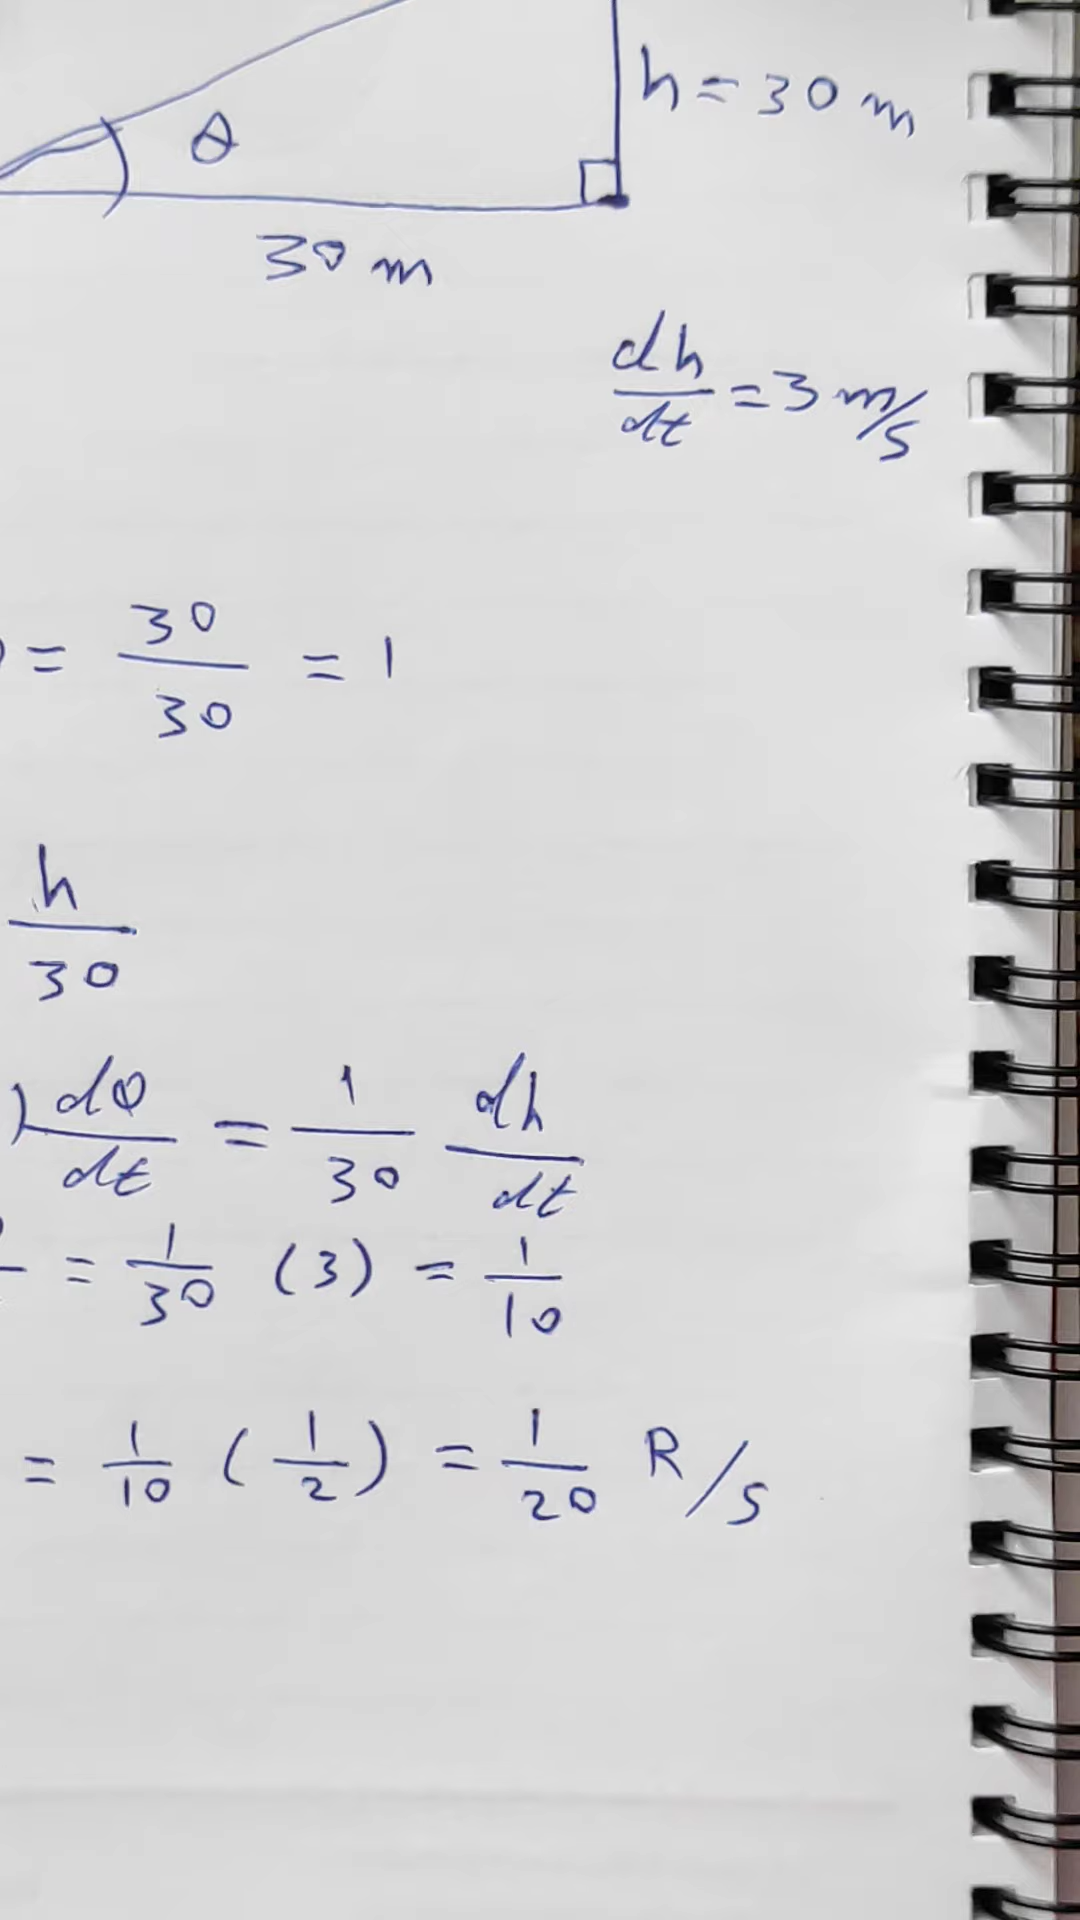 h = 30 m
θ
30 m
dh/dt = 3 m/s
= 30/30 = 1
h/30
) dθ/dt = 1/30 dh/dt
= 1/30 (3) = 1/10
= 1/10 (1/2) = 1/20 R/s